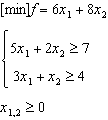 [min]f = 6x₁ + 8x₂
{ 5x₁ + 2x₂ ≥ 7
3x₁ + x₂ ≥ 4
x₁,₂ ≥ 0